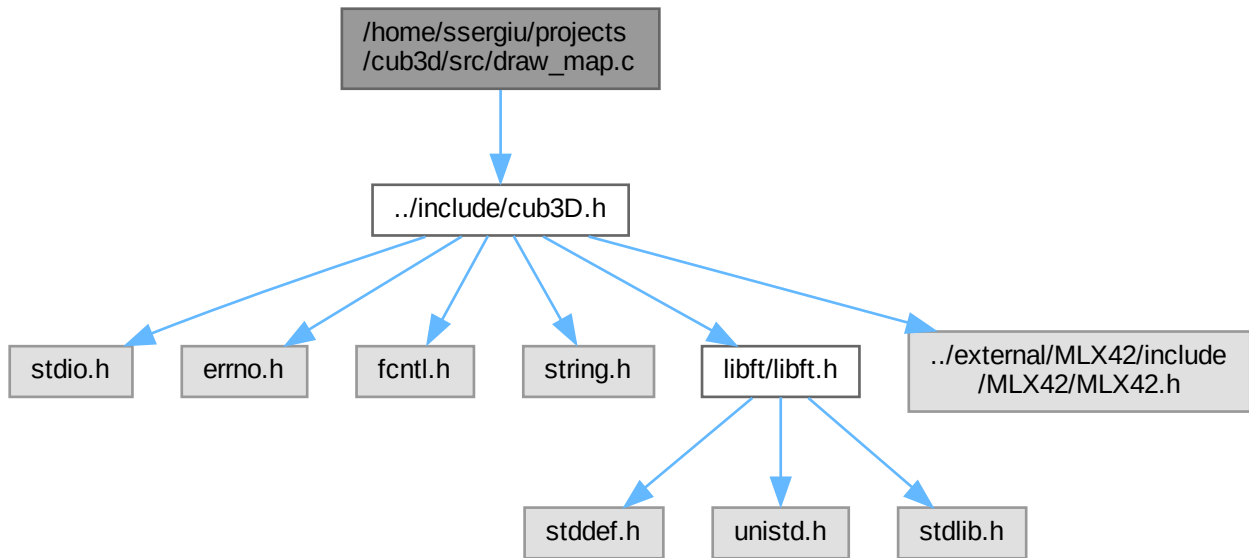 /home/ssergiu/projects
/cub3d/src/draw_map.c
../include/cub3D.h
stdio.h
errno.h
fcntl.h
string.h
libft/libft.h
../external/MLX42/include
/MLX42/MLX42.h
stddef.h
unistd.h
stdlib.h